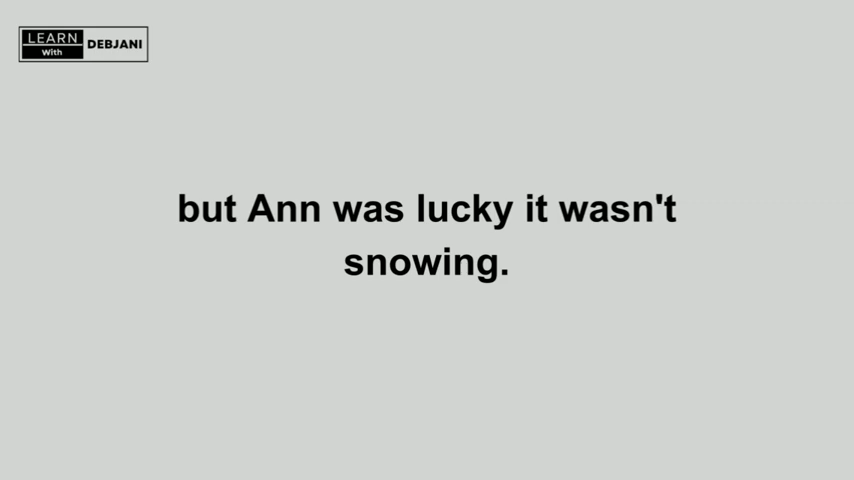 LEARN
With
DEBJANI
but Ann was lucky it wasn't
snowing.